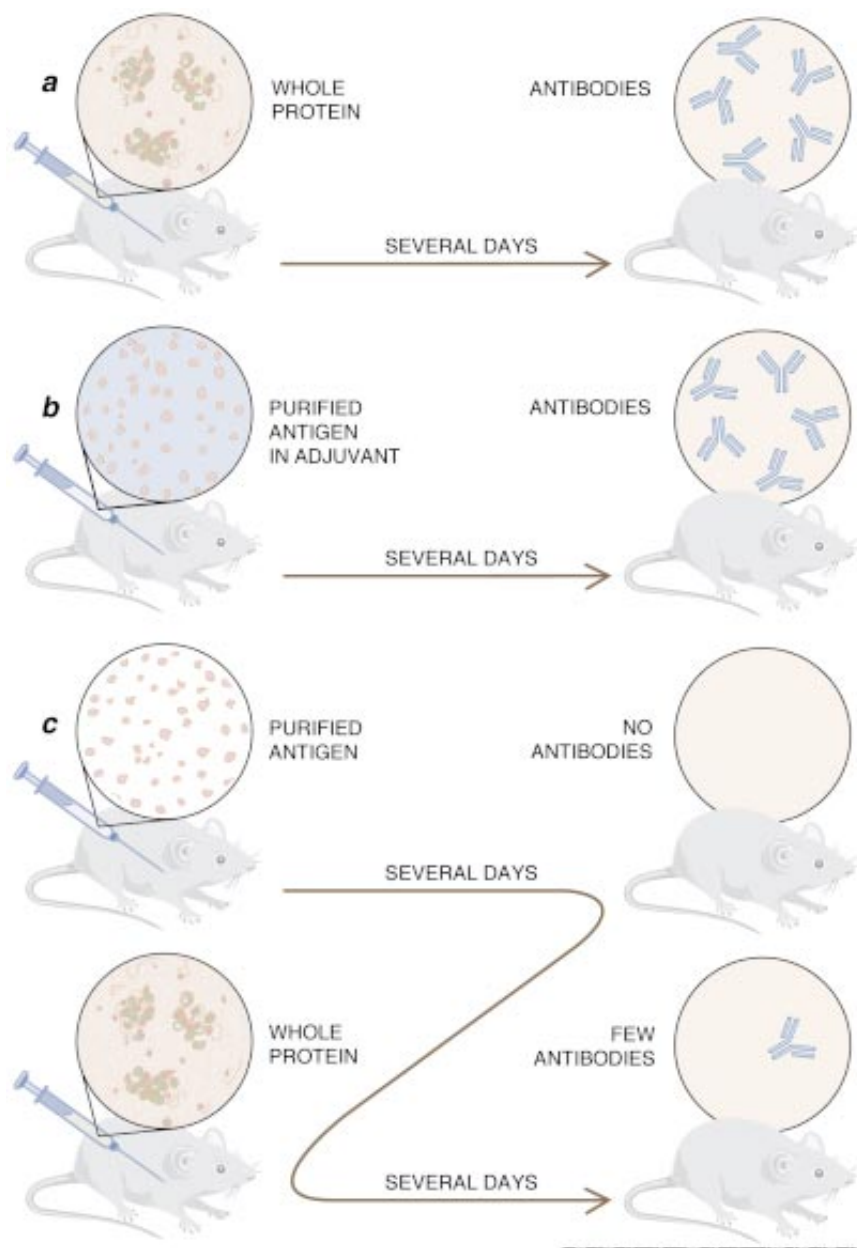 a
WHOLE
PROTEIN
ANTIBODIES
SEVERAL DAYS
b
PURIFIED
ANTIGEN
IN ADJUVANT
ANTIBODIES
SEVERAL DAYS
c
PURIFIED
ANTIGEN
NO
ANTIBODIES
SEVERAL DAYS
WHOLE
PROTEIN
FEW
ANTIBODIES
SEVERAL DAYS